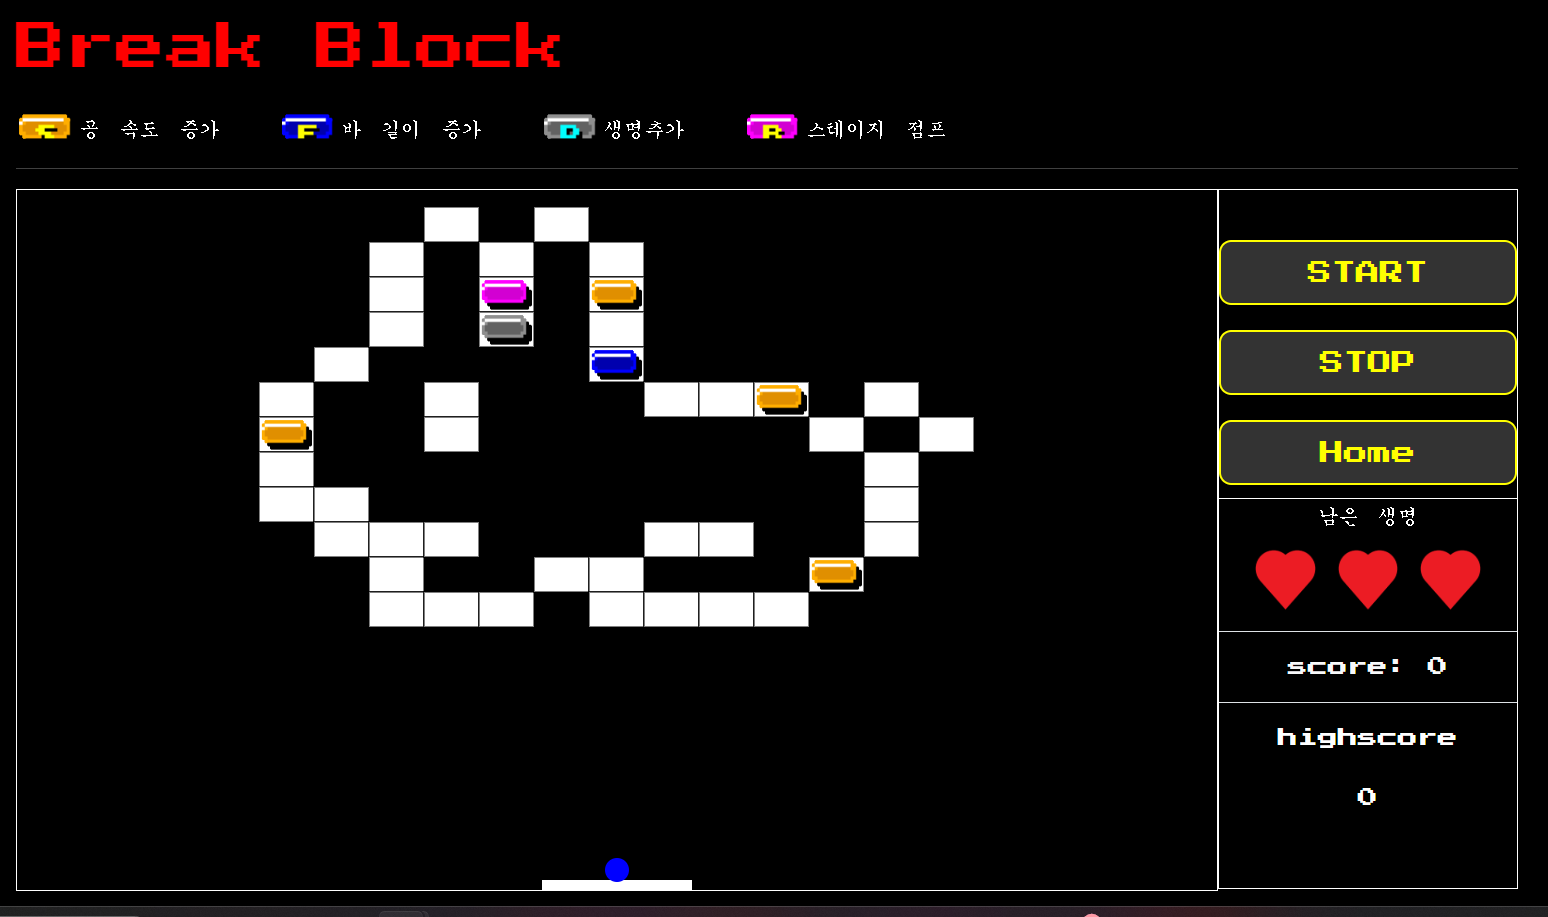 Break Block
F 공 속도 증가 F 바 길이 증가 D 생명추가 R 스테이지 점프
START
STOP
Home
남은 생명
score: 0
highscore
0